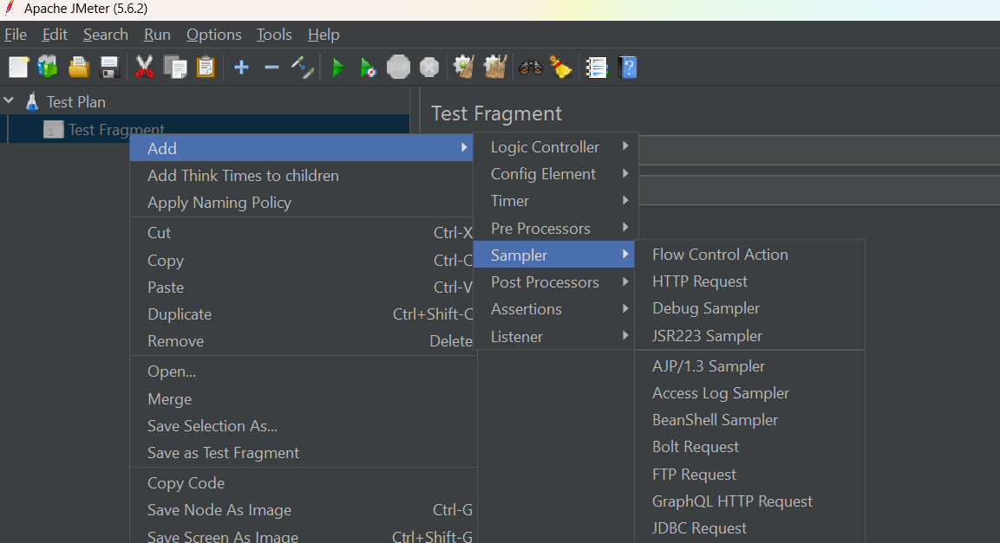 Apache JMeter (5.6.2)
File Edit Search Run Options Tools Help
STOP
Test Plan
Test Fragment
Test Fragment
Add
Add Think Times to children
Apply Naming Policy
Cut Ctrl-X
Copy Ctrl-C
Paste Ctrl-V
Duplicate Ctrl+Shift-C
Remove Delete
Open...
Merge
Save Selection As...
Save as Test Fragment
Copy Code
Save Node As Image Ctrl-G
Save Screen As Image Ctrl+Shift-G
Logic Controller
Config Element
Timer
Pre Processors
Sampler
Post Processors
Assertions
Listener
Flow Control Action
HTTP Request
Debug Sampler
JSR223 Sampler
AJP/1.3 Sampler
Access Log Sampler
BeanShell Sampler
Bolt Request
FTP Request
GraphQL HTTP Request
JDBC Request